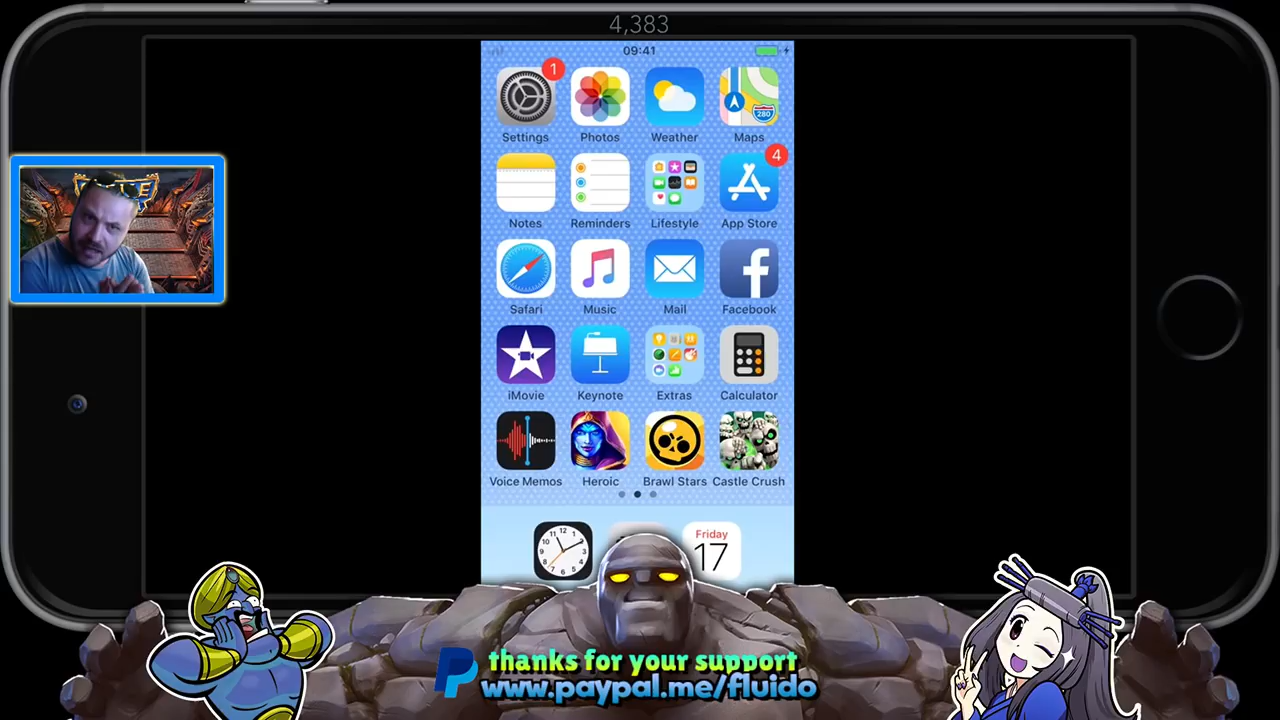 4,383
09:41
1
Settings
Photos
Weather
280
Maps
Notes
Reminders
Lifestyle
4
App Store
Safari
Music
Mail
Facebook
iMovie
Keynote
Extras
Calculator
Voice Memos
Heroic
Brawl Stars
Castle Crush
Friday
17
thanks for your support
www.paypal.me/fluido